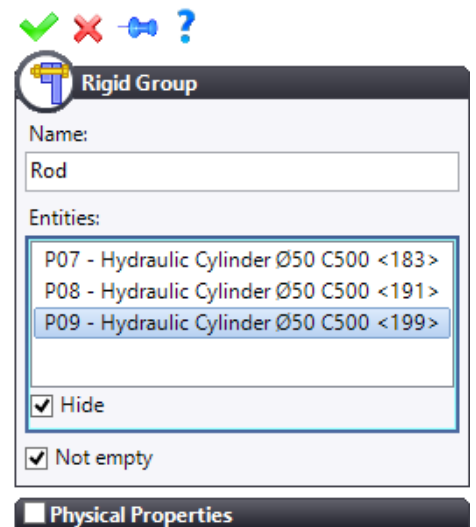 ?
Rigid Group
Name:
Rod
Entities:
P07 - Hydraulic Cylinder Ø50 C500 <183>
P08 - Hydraulic Cylinder Ø50 C500 <191>
P09 - Hydraulic Cylinder Ø50 C500 <199>
Hide
Not empty
Physical Properties